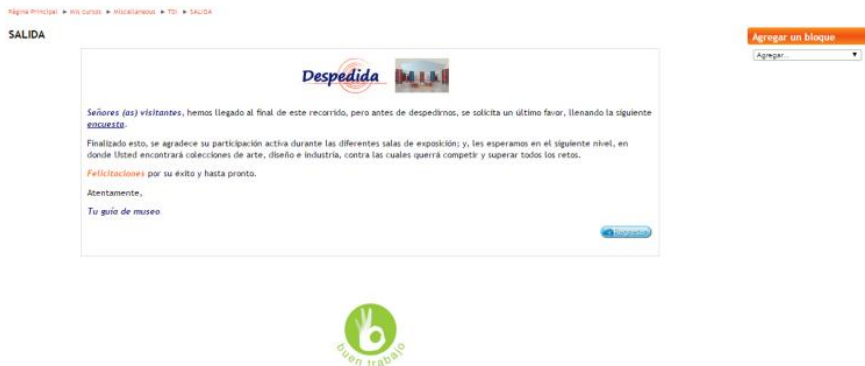 Página Principal ► Mis cursos ► Miscellaneous ► TDI ► SALIDA
SALIDA
Agregar un bloque
Agregar...
Despedida
Señores (as) visitantes, hemos llegado al final de este recorrido, pero antes de despedirnos, se solicita un último favor, llenando la siguiente
encuesta.
Finalizado esto, se agradece su participación activa durante las diferentes salas de exposición; y, les esperamos en el siguiente nivel, en
donde Usted encontrará colecciones de arte, diseño e industria, contra las cuales querrá competir y superar todos los retos.
Felicitaciones por su éxito y hasta pronto.
Atentamente,
Tu guía de museo
buen trabajo